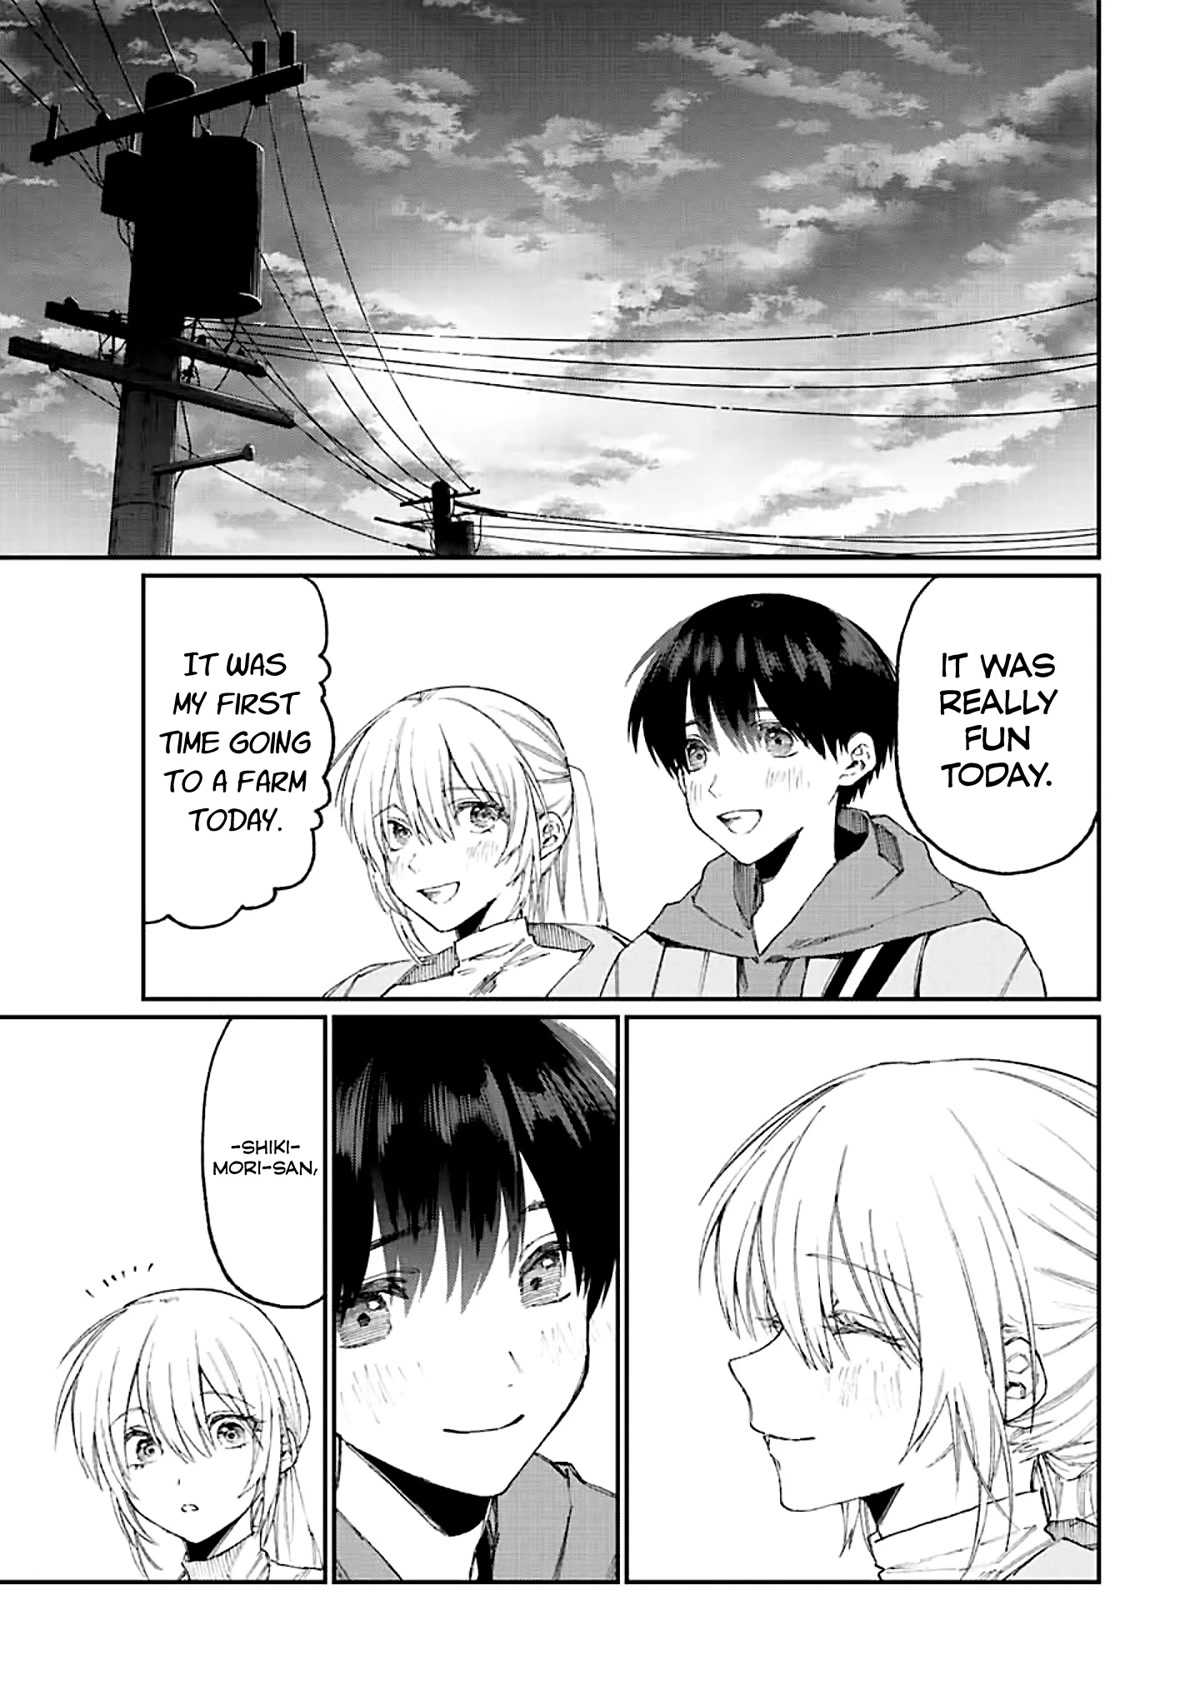 IT WAS
REALLY
FUN
TODAY.
IT WAS
MY FIRST
TIME GOING
TO A FARM
TODAY.
-SHIKI-
MORI-SAN,